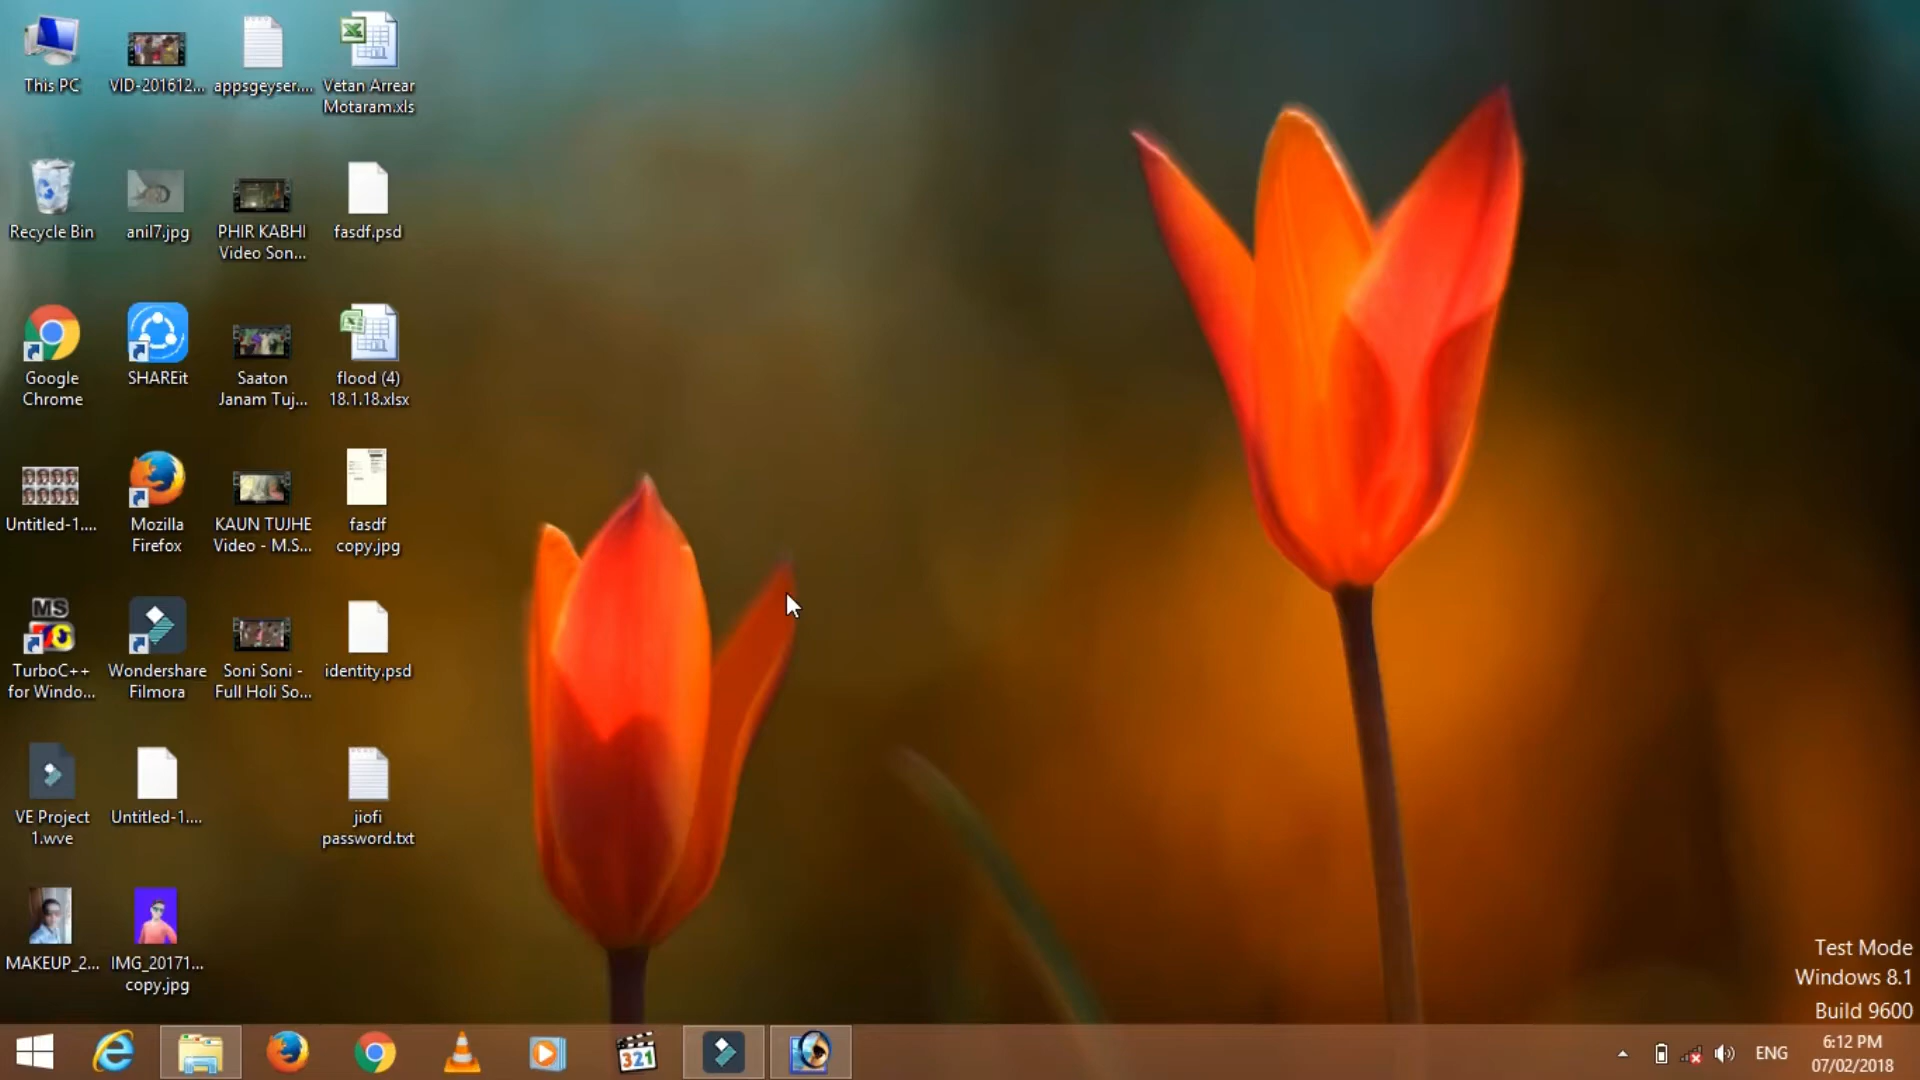 This PC
VID-201612...
appsgeyser....
Vetan Arrear
Motaram.xls
Recycle Bin
anil7.jpg
PHIR KABHI
Video Son...
fasdf.psd
Google
Chrome
SHAREit
Saaton
Janam Tuj...
flood (4)
18.1.18.xlsx
Untitled-1....
Mozilla
Firefox
KAUN TUJHE
Video - M.S...
fasdf
copy.jpg
MS
TurboC++
for Windo...
Wondershare
Filmora
Soni Soni -
Full Holi So...
identity.psd
VE Project
1.wve
Untitled-1....
jiofi
password.txt
MAKEUP_2...
IMG_20171...
copy.jpg
Test Mode
Windows 8.1
Build 9600
321
ENG
6:12 PM
07/02/2018